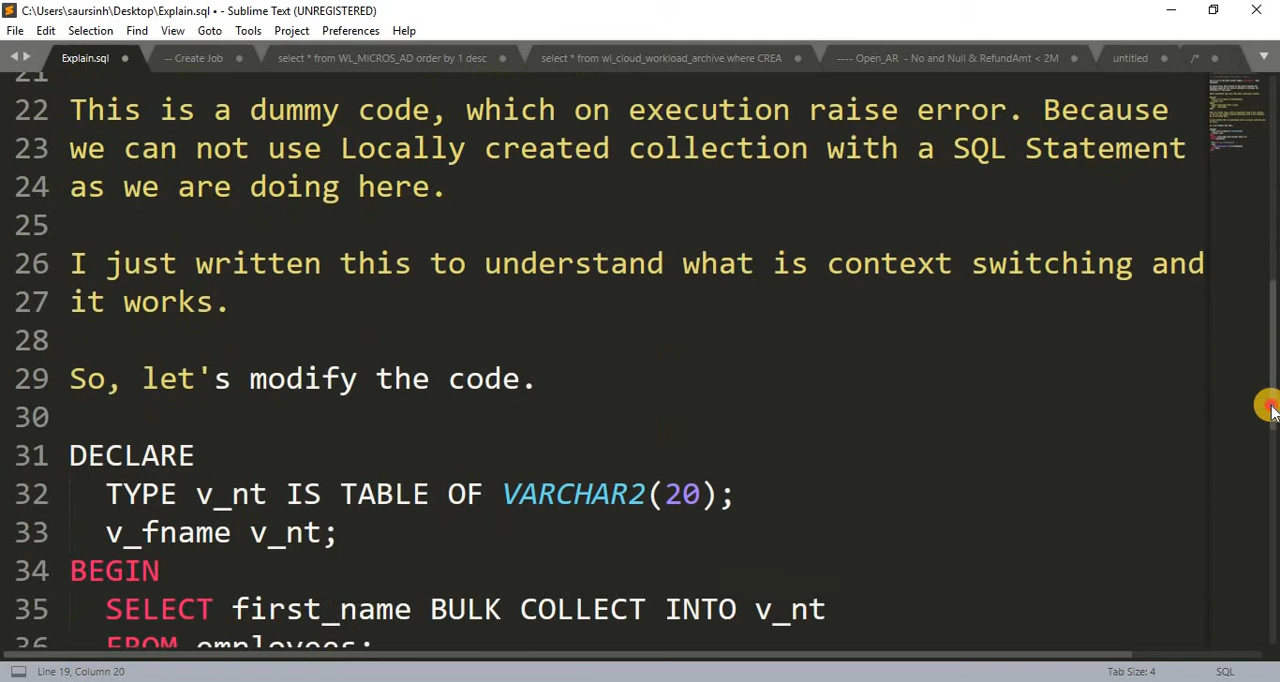 C:\Users\saursinh\Desktop\Explain.sql • - Sublime Text (UNREGISTERED)
File Edit Selection Find View Goto Tools Project Preferences Help
Explain.sql -- Create Job select * from WL_MICROS_AD order by 1 desc select * from wl_cloud_workload_archive where CREA ---- Open_AR - No and Null & RefundAmt < 2M untitled /*
21
22 This is a dummy code, which on execution raise error. Because
23 we can not use Locally created collection with a SQL Statement
24 as we are doing here.
25
26 I just written this to understand what is context switching and
27 it works.
28
29 So, let's modify the code.
30
31 DECLARE
32 TYPE v_nt IS TABLE OF VARCHAR2(20);
33 v_fname v_nt;
34 BEGIN
35 SELECT first_name BULK COLLECT INTO v_nt
36 FROM employees;
Line 19, Column 20 Tab Size: 4 SQL